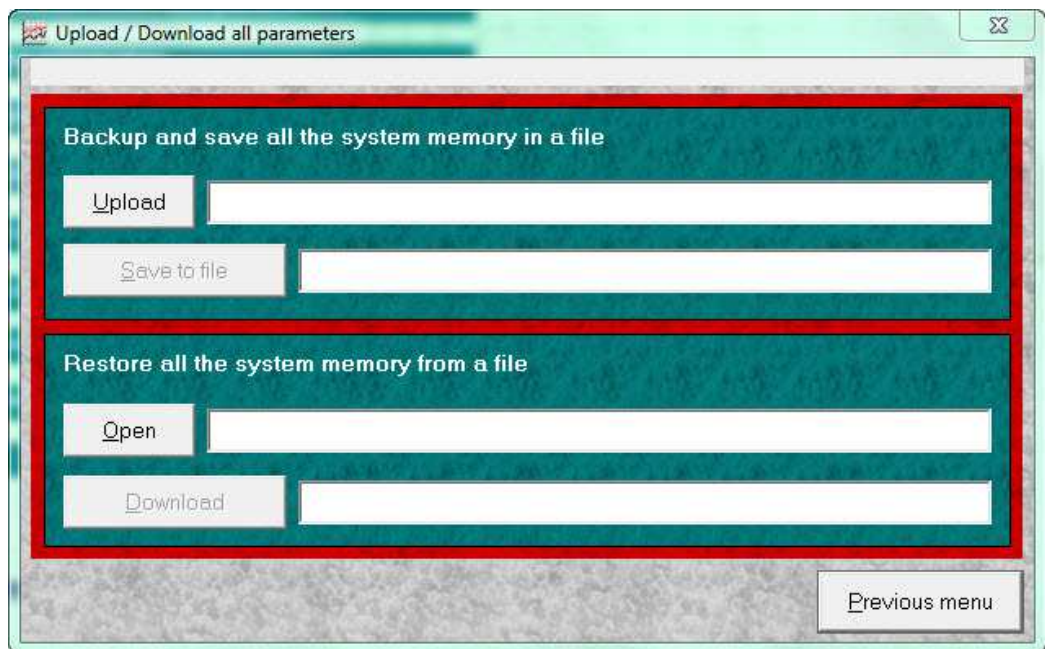 Upload / Download all parameters
Backup and save all the system memory in a file
Upload
Save to file
Restore all the system memory from a file
Open
Download
Previous menu